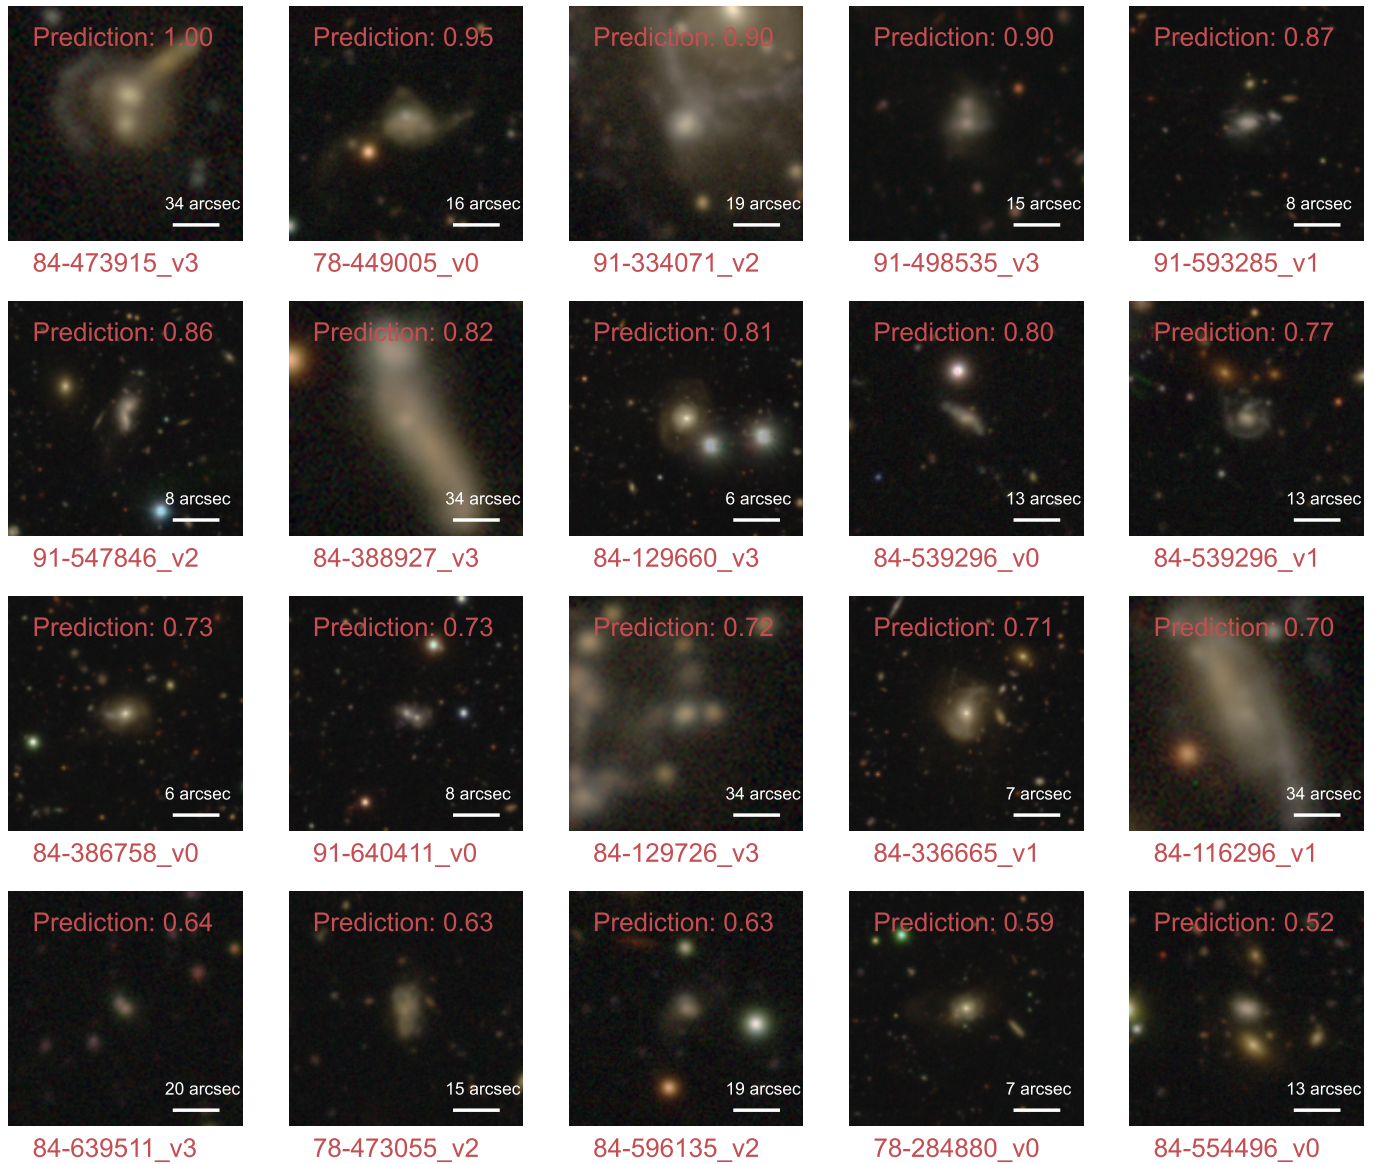 Prediction: 1.00
34 arcsec
84-473915_v3
Prediction: 0.95
16 arcsec
78-449005_v0
Prediction: 0.90
19 arcsec
91-334071_v2
Prediction: 0.90
15 arcsec
91-498535_v3
Prediction: 0.87
8 arcsec
91-593285_v1
Prediction: 0.86
8 arcsec
91-547846_v2
Prediction: 0.82
34 arcsec
84-388927_v3
Prediction: 0.81
6 arcsec
84-129660_v3
Prediction: 0.80
13 arcsec
84-539296_v0
Prediction: 0.77
13 arcsec
84-539296_v1
Prediction: 0.73
6 arcsec
84-386758_v0
Prediction: 0.73
8 arcsec
91-640411_v0
Prediction: 0.72
34 arcsec
84-129726_v3
Prediction: 0.71
7 arcsec
84-336665_v1
Prediction: 0.70
34 arcsec
84-116296_v1
Prediction: 0.64
20 arcsec
84-639511_v3
Prediction: 0.63
15 arcsec
78-473055_v2
Prediction: 0.63
19 arcsec
84-596135_v2
Prediction: 0.59
7 arcsec
78-284880_v0
Prediction: 0.52
13 arcsec
84-554496_v0